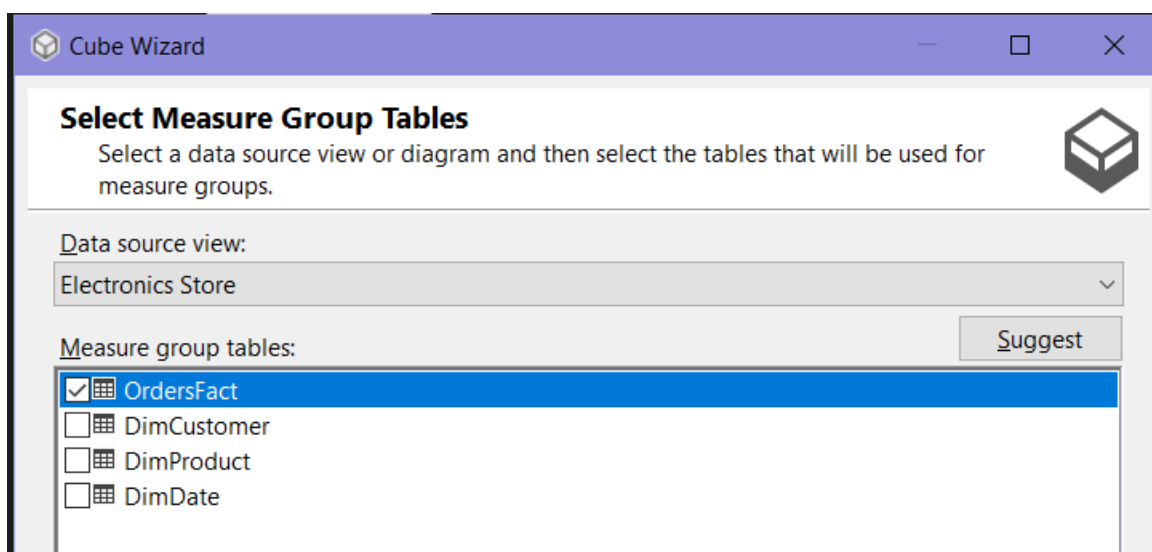 Cube Wizard
Select Measure Group Tables
Select a data source view or diagram and then select the tables that will be used for
measure groups.
Data source view:
Electronics Store
Suggest
Measure group tables:
OrdersFact
DimCustomer
DimProduct
DimDate